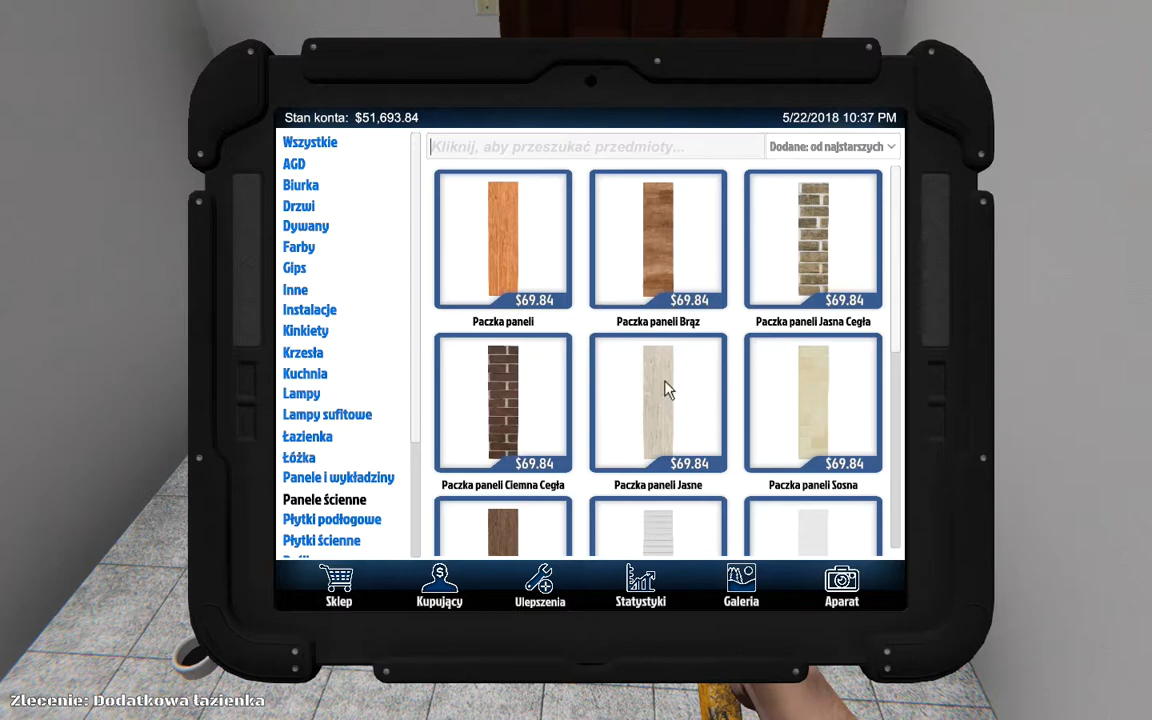 Stan konta: $51,693.84
5/22/2018 10:37 PM
Wszystkie
AGD
Biurka
Drzwi
Dywany
Farby
Gips
Inne
Instalacje
Kinkiety
Krzesła
Kuchnia
Lampy
Lampy sufitowe
Łazienka
Łóżka
Panele i wykładziny
Panele ścienne
Płytki podłogowe
Płytki ścienne
Kliknij, aby przeszukać przedmioty...
Dodane: od najstarszych
$69.84
$69.84
$69.84
Paczka paneli
Paczka paneli Brąz
Paczka paneli Jasna Cegła
$69.84
$69.84
$69.84
Paczka paneli Ciemna Cegła
Paczka paneli Jasne
Paczka paneli Sosna
Sklep
Kupujący
Ulepszenia
Statystyki
Galeria
Aparat
Zlecenie: Dodatkowa łazienka